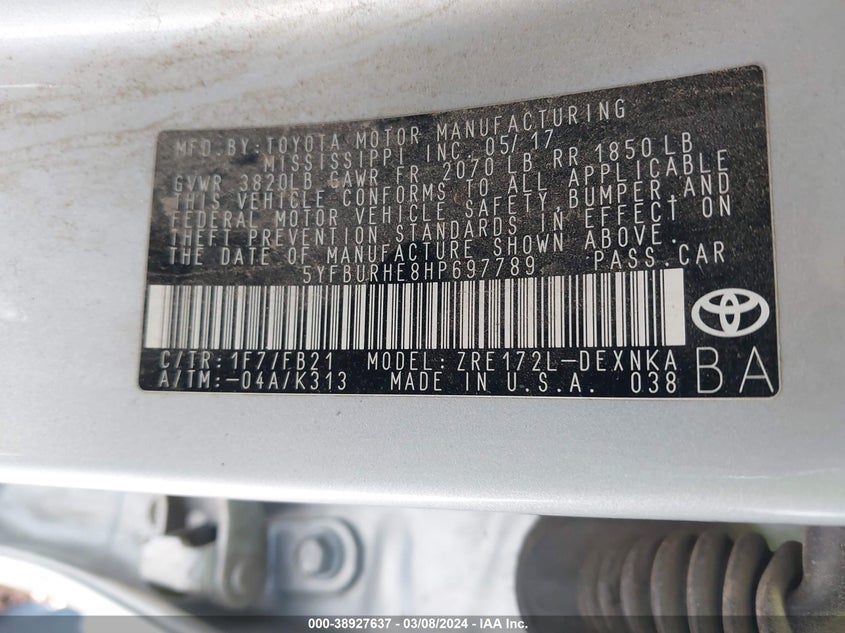 MFD. BY: TOYOTA MOTOR MANUFACTURING
MISSISSIPPI, INC. 05/17
GVWR 3820LB GAWR FR 2070 LB RR 1850 LB
THIS VEHICLE CONFORMS TO ALL APPLICABLE
FEDERAL MOTOR VEHICLE SAFETY, BUMPER, AND
THEFT PREVENTION STANDARDS IN EFFECT ON
THE DATE OF MANUFACTURE SHOWN ABOVE.
5YFBURHE8HP697789 PASS. CAR
C/TR: 1F7/FB21 MODEL: ZRE172L-DEXNKA
A/TM: -04A/K313 MADE IN U.S.A. 038 BA
000-38927637 - 03/08/2024 - IAA Inc.